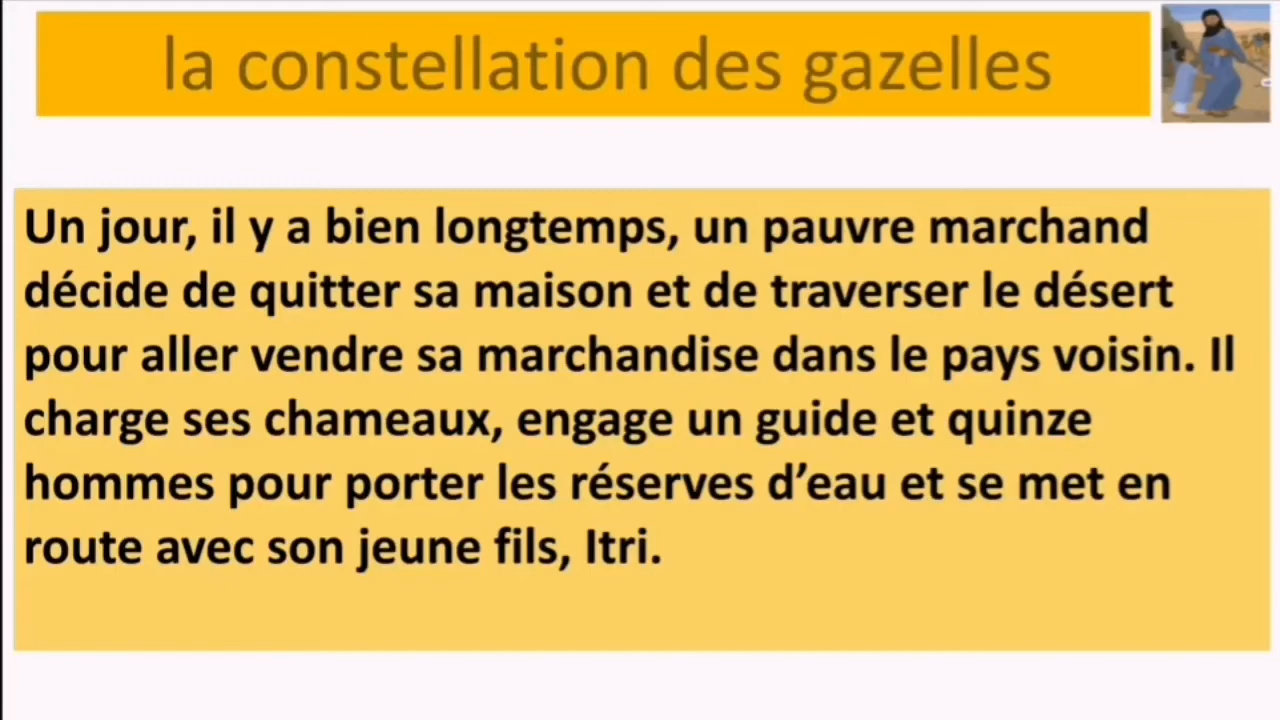 la constellation des gazelles
Un jour, il y a bien longtemps, un pauvre marchand
décide de quitter sa maison et de traverser le désert
pour aller vendre sa marchandise dans le pays voisin. Il
charge ses chameaux, engage un guide et quinze
hommes pour porter les réserves d’eau et se met en
route avec son jeune fils, Itri.